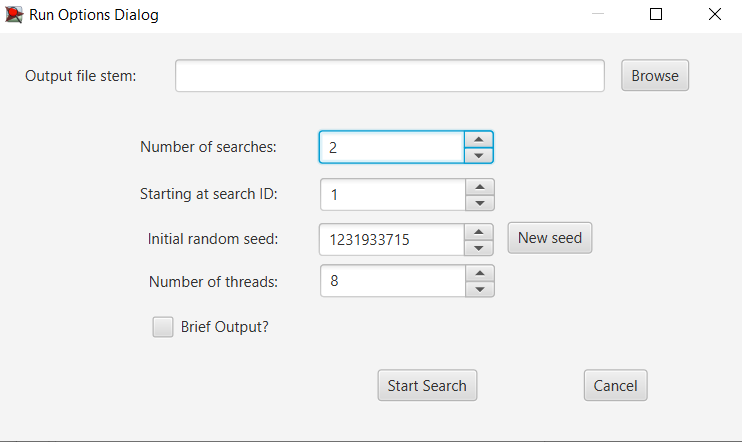 Run Options Dialog
Output file stem: Browse
Number of searches: 2
Starting at search ID: 1
Initial random seed: 1231933715 New seed
Number of threads: 8
Brief Output?
Start Search Cancel